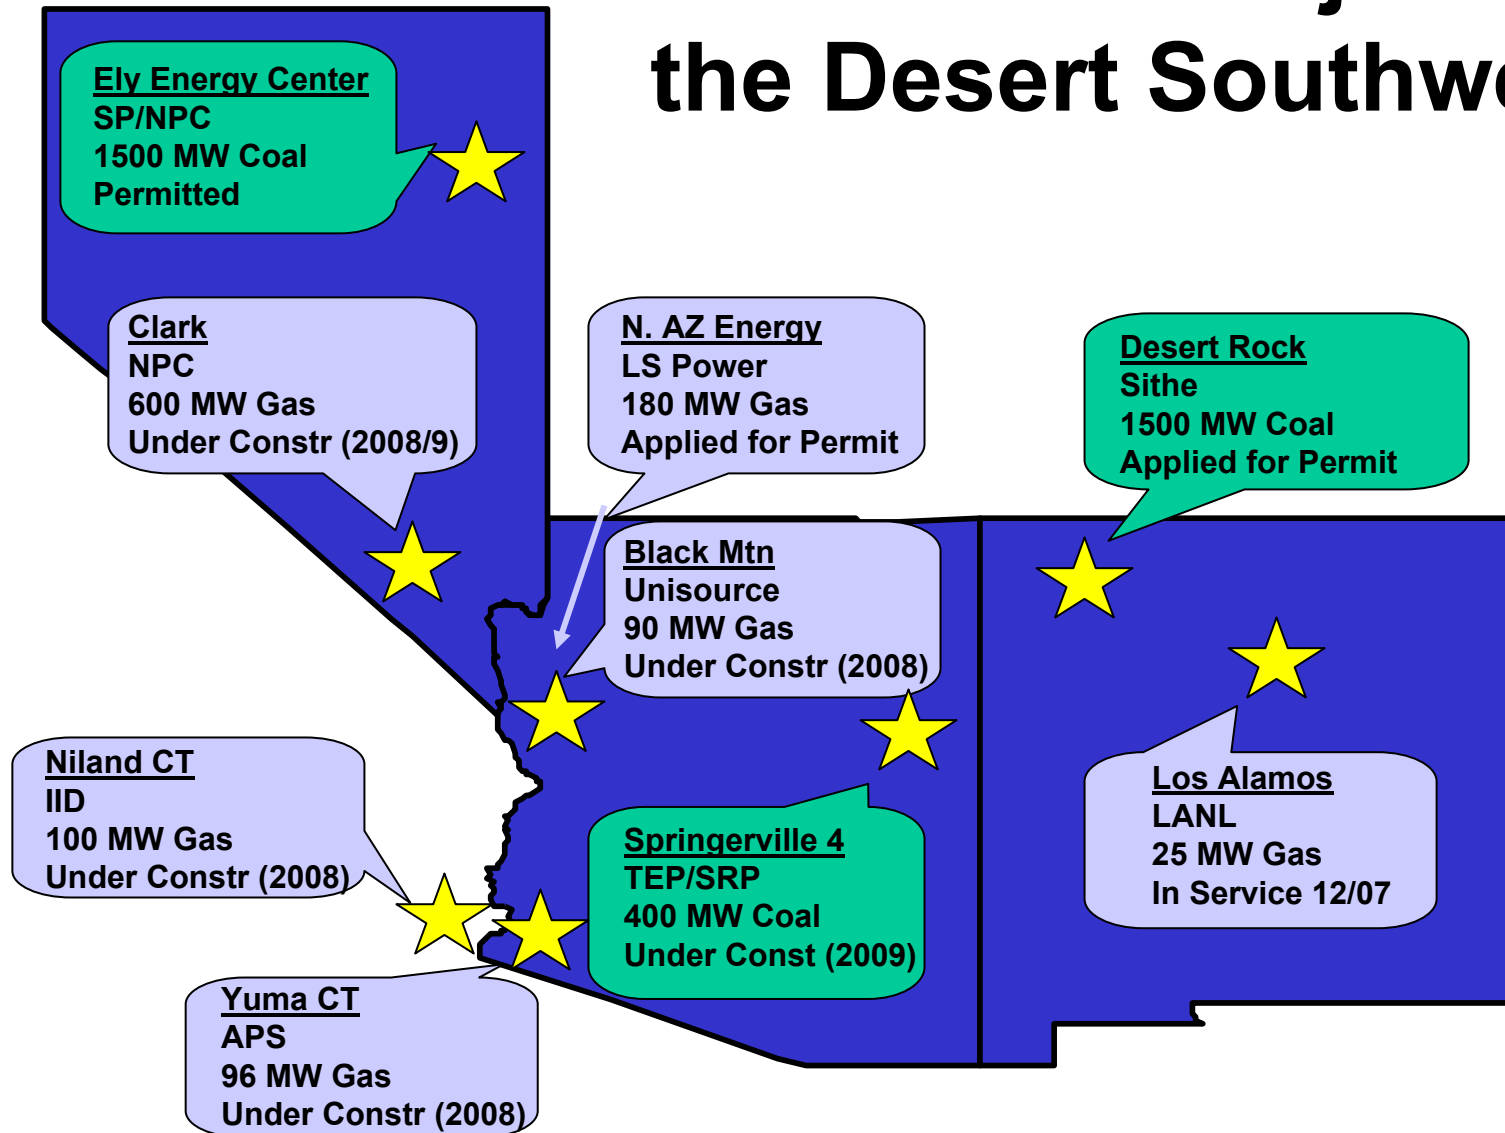 the Desert Southw
Ely Energy Center
SP/NPC
1500 MW Coal
Permitted
Clark
NPC
600 MW Gas
Under Constr (2008/9)
N. AZ Energy
LS Power
180 MW Gas
Applied for Permit
Desert Rock
Sithe
1500 MW Coal
Applied for Permit
Black Mtn
Unisource
90 MW Gas
Under Constr (2008)
Niland CT
IID
100 MW Gas
Under Constr (2008)
Springerville 4
TEP/SRP
400 MW Coal
Under Const (2009)
Los Alamos
LANL
25 MW Gas
In Service 12/07
Yuma CT
APS
96 MW Gas
Under Constr (2008)